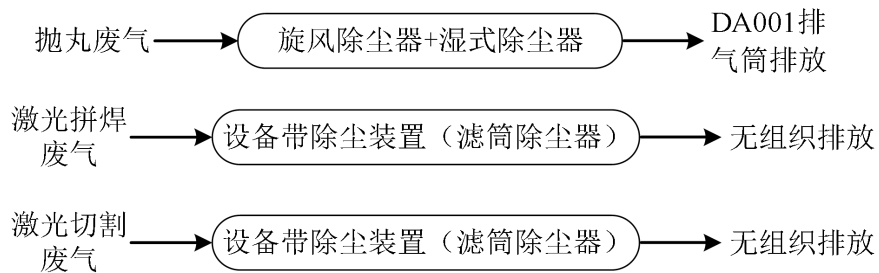 抛丸废气
旋风除尘器+湿式除尘器
DA001排
气筒排放
激光拼焊
废气
设备带除尘装置（滤筒除尘器）
无组织排放
激光切割
废气
设备带除尘装置（滤筒除尘器）
无组织排放